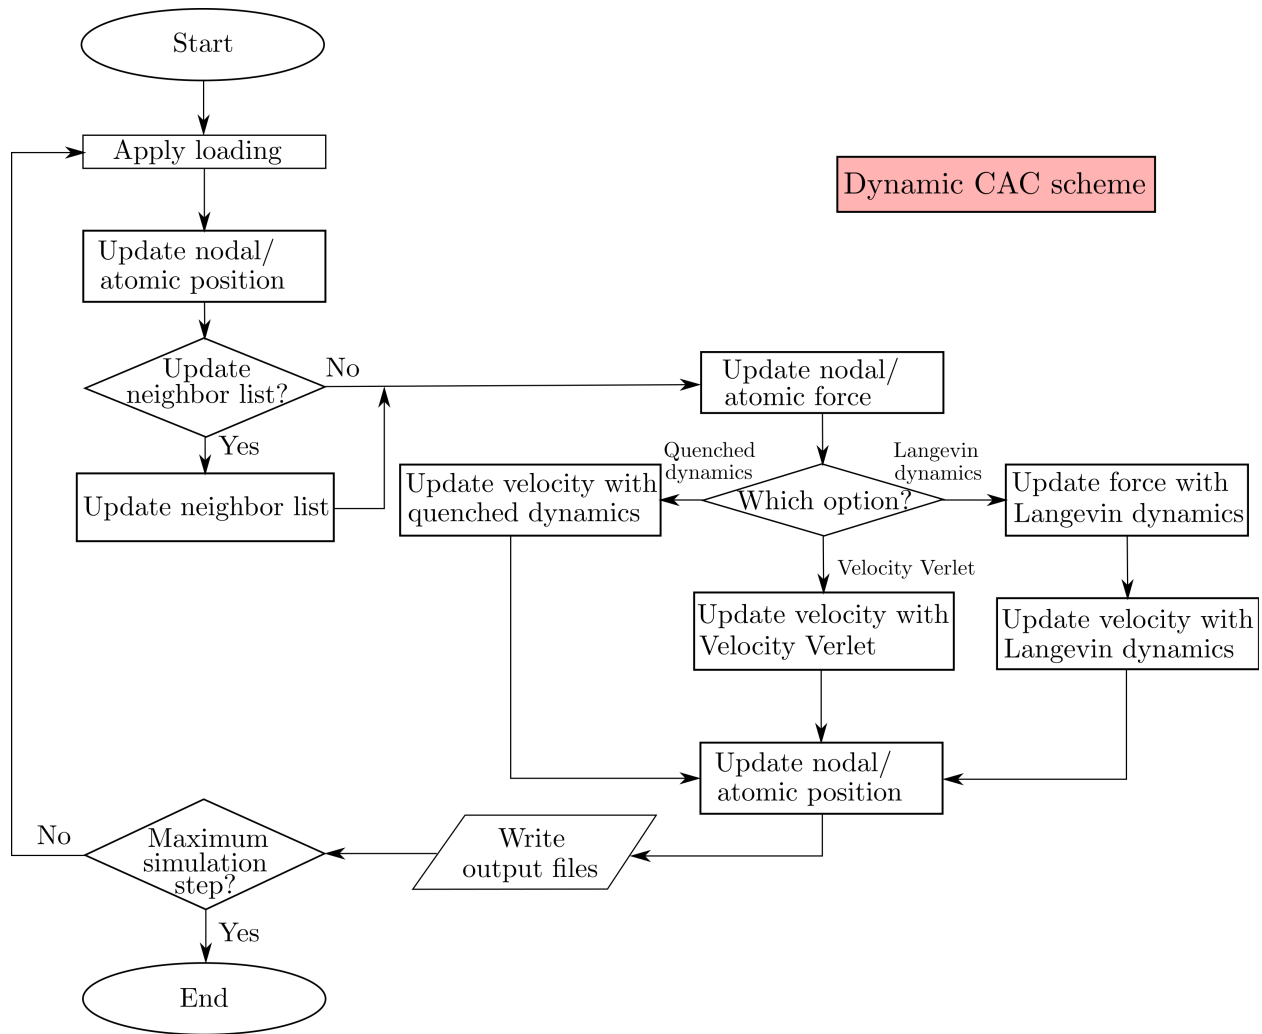 Start
Apply loading
Dynamic CAC scheme
Update nodal/
atomic position
Update
neighbor list?
No
Yes
Update neighbor list
Update nodal/
atomic force
Quenched
dynamics
Langevin
dynamics
Which option?
Update velocity with
quenched dynamics
Update force with
Langevin dynamics
Velocity Verlet
Update velocity with
Velocity Verlet
Update velocity with
Langevin dynamics
Update nodal/
atomic position
Write
output files
Maximum
simulation
step?
No
Yes
End